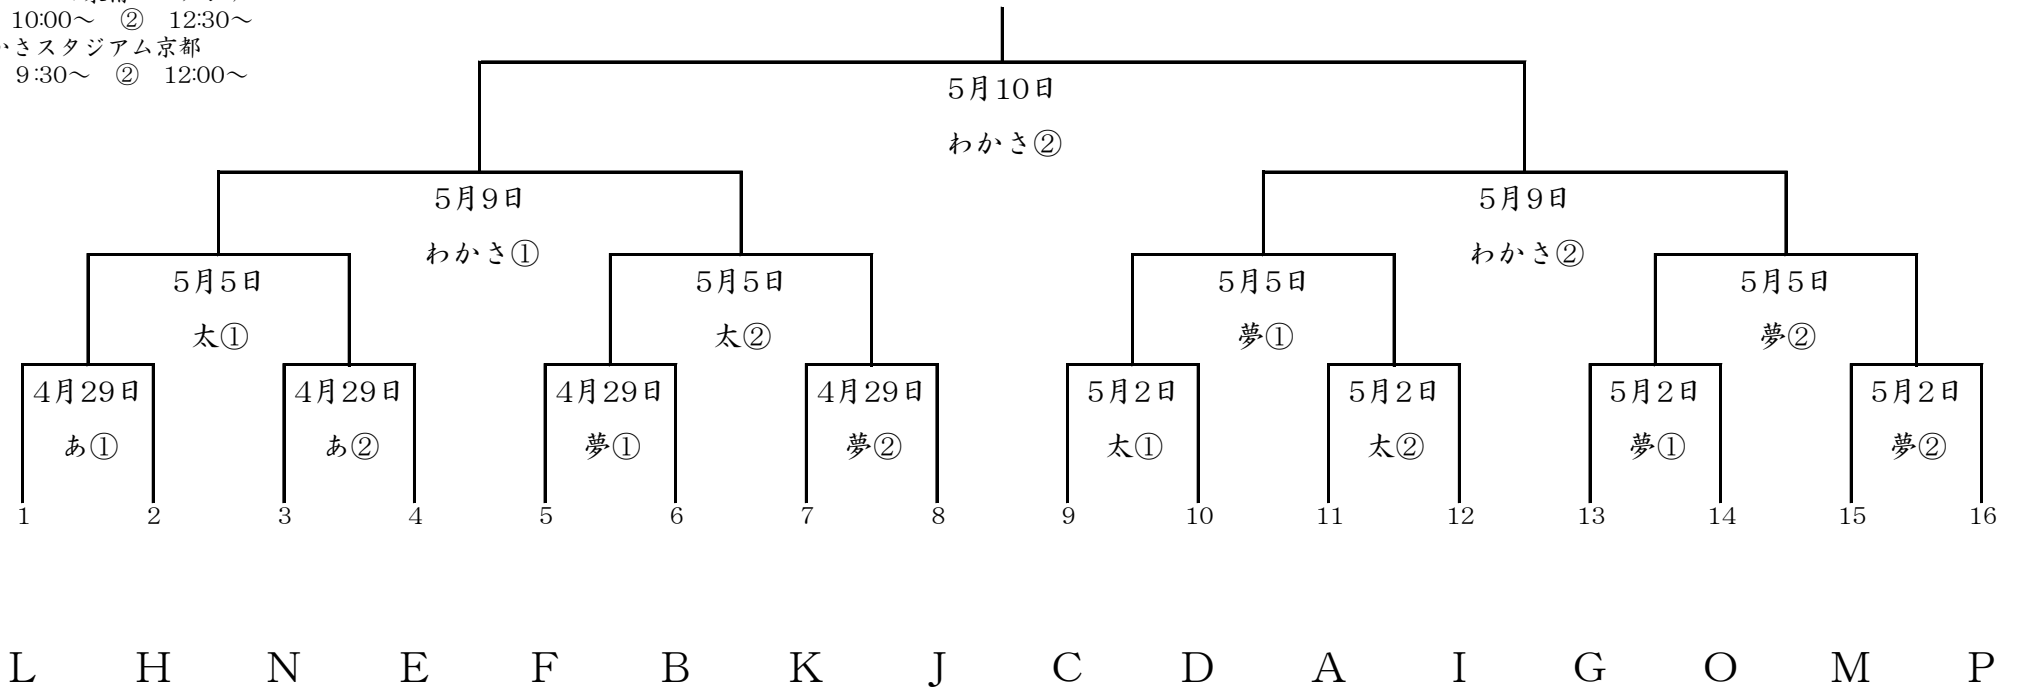 10:00～　②　12:30～
かさスタジアム京都
9:30～　②　12:00～
5月10日
わかさ②
5月9日
わかさ①
5月9日
わかさ②
5月5日
太①
5月5日
太②
5月5日
夢①
5月5日
夢②
4月29日
あ①
4月29日
あ②
4月29日
夢①
4月29日
夢②
5月2日
太①
5月2日
太②
5月2日
夢①
5月2日
夢②
1 2 3 4 5 6 7 8 9 10 11 12 13 14 15 16
L H N E F B K J C D A I G O M P